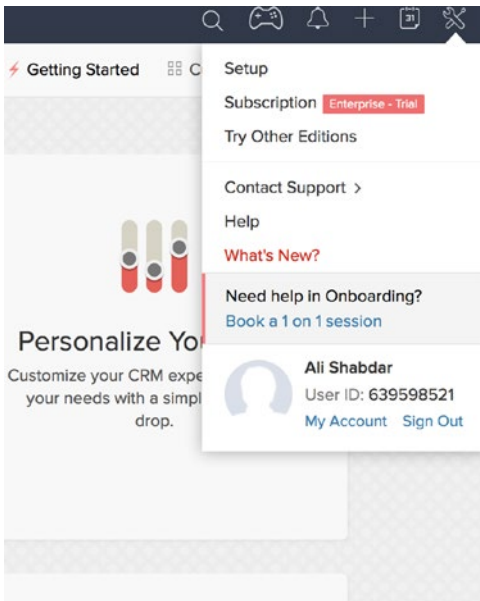 31
Getting Started
C
Setup
Subscription Enterprise - Trial
Try Other Editions
Contact Support >
Help
What's New?
Need help in Onboarding?
Book a 1 on 1 session
Personalize Yo
Customize your CRM expe
your needs with a simpl
drop.
Ali Shabdar
User ID: 639598521
My Account Sign Out